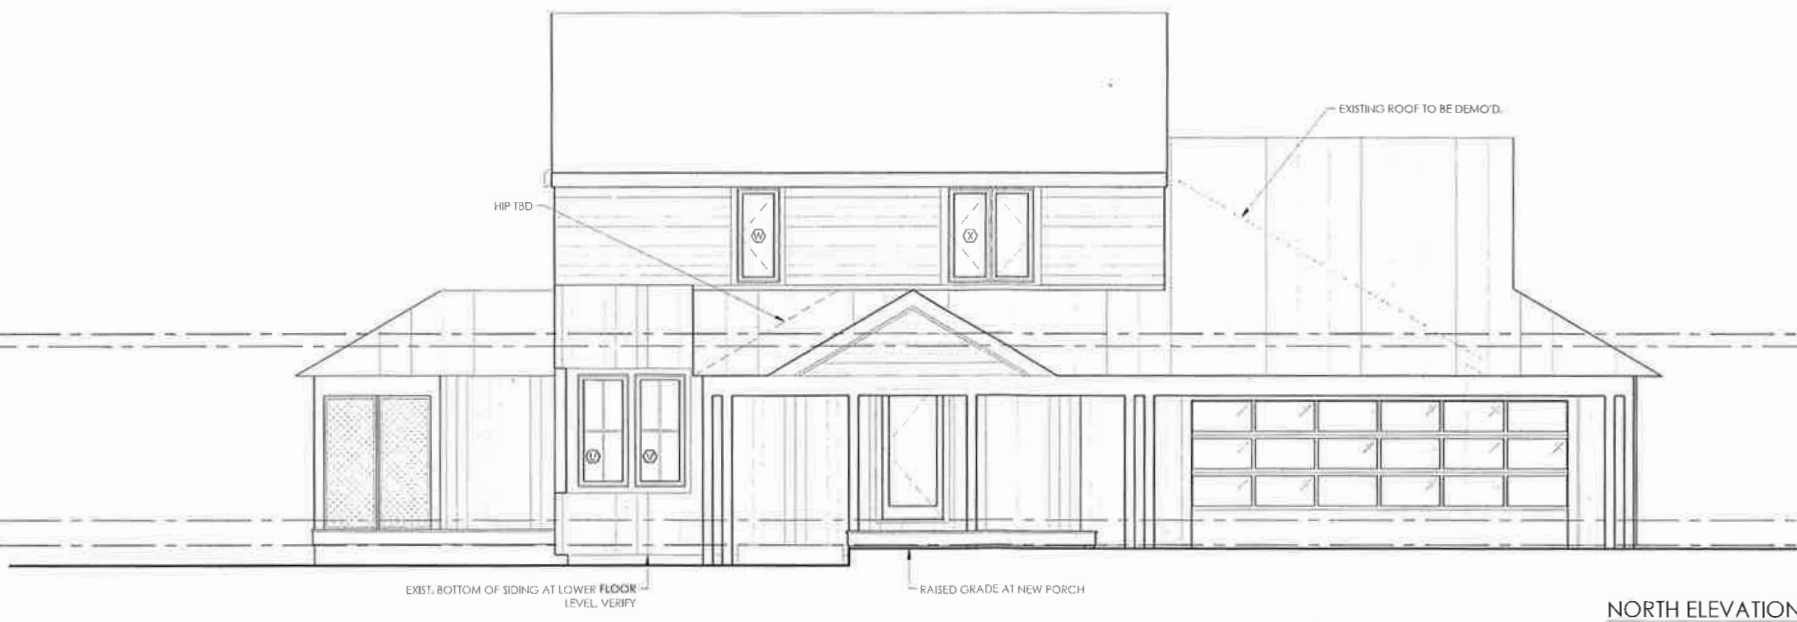 EXISTING ROOF TO BE DEMO'D.
HIP TBD
W
X
U
V
EXIST. BOTTOM OF SIDING AT LOWER FLOOR
LEVEL, VERIFY
RAISED GRADE AT NEW PORCH
NORTH ELEVATION